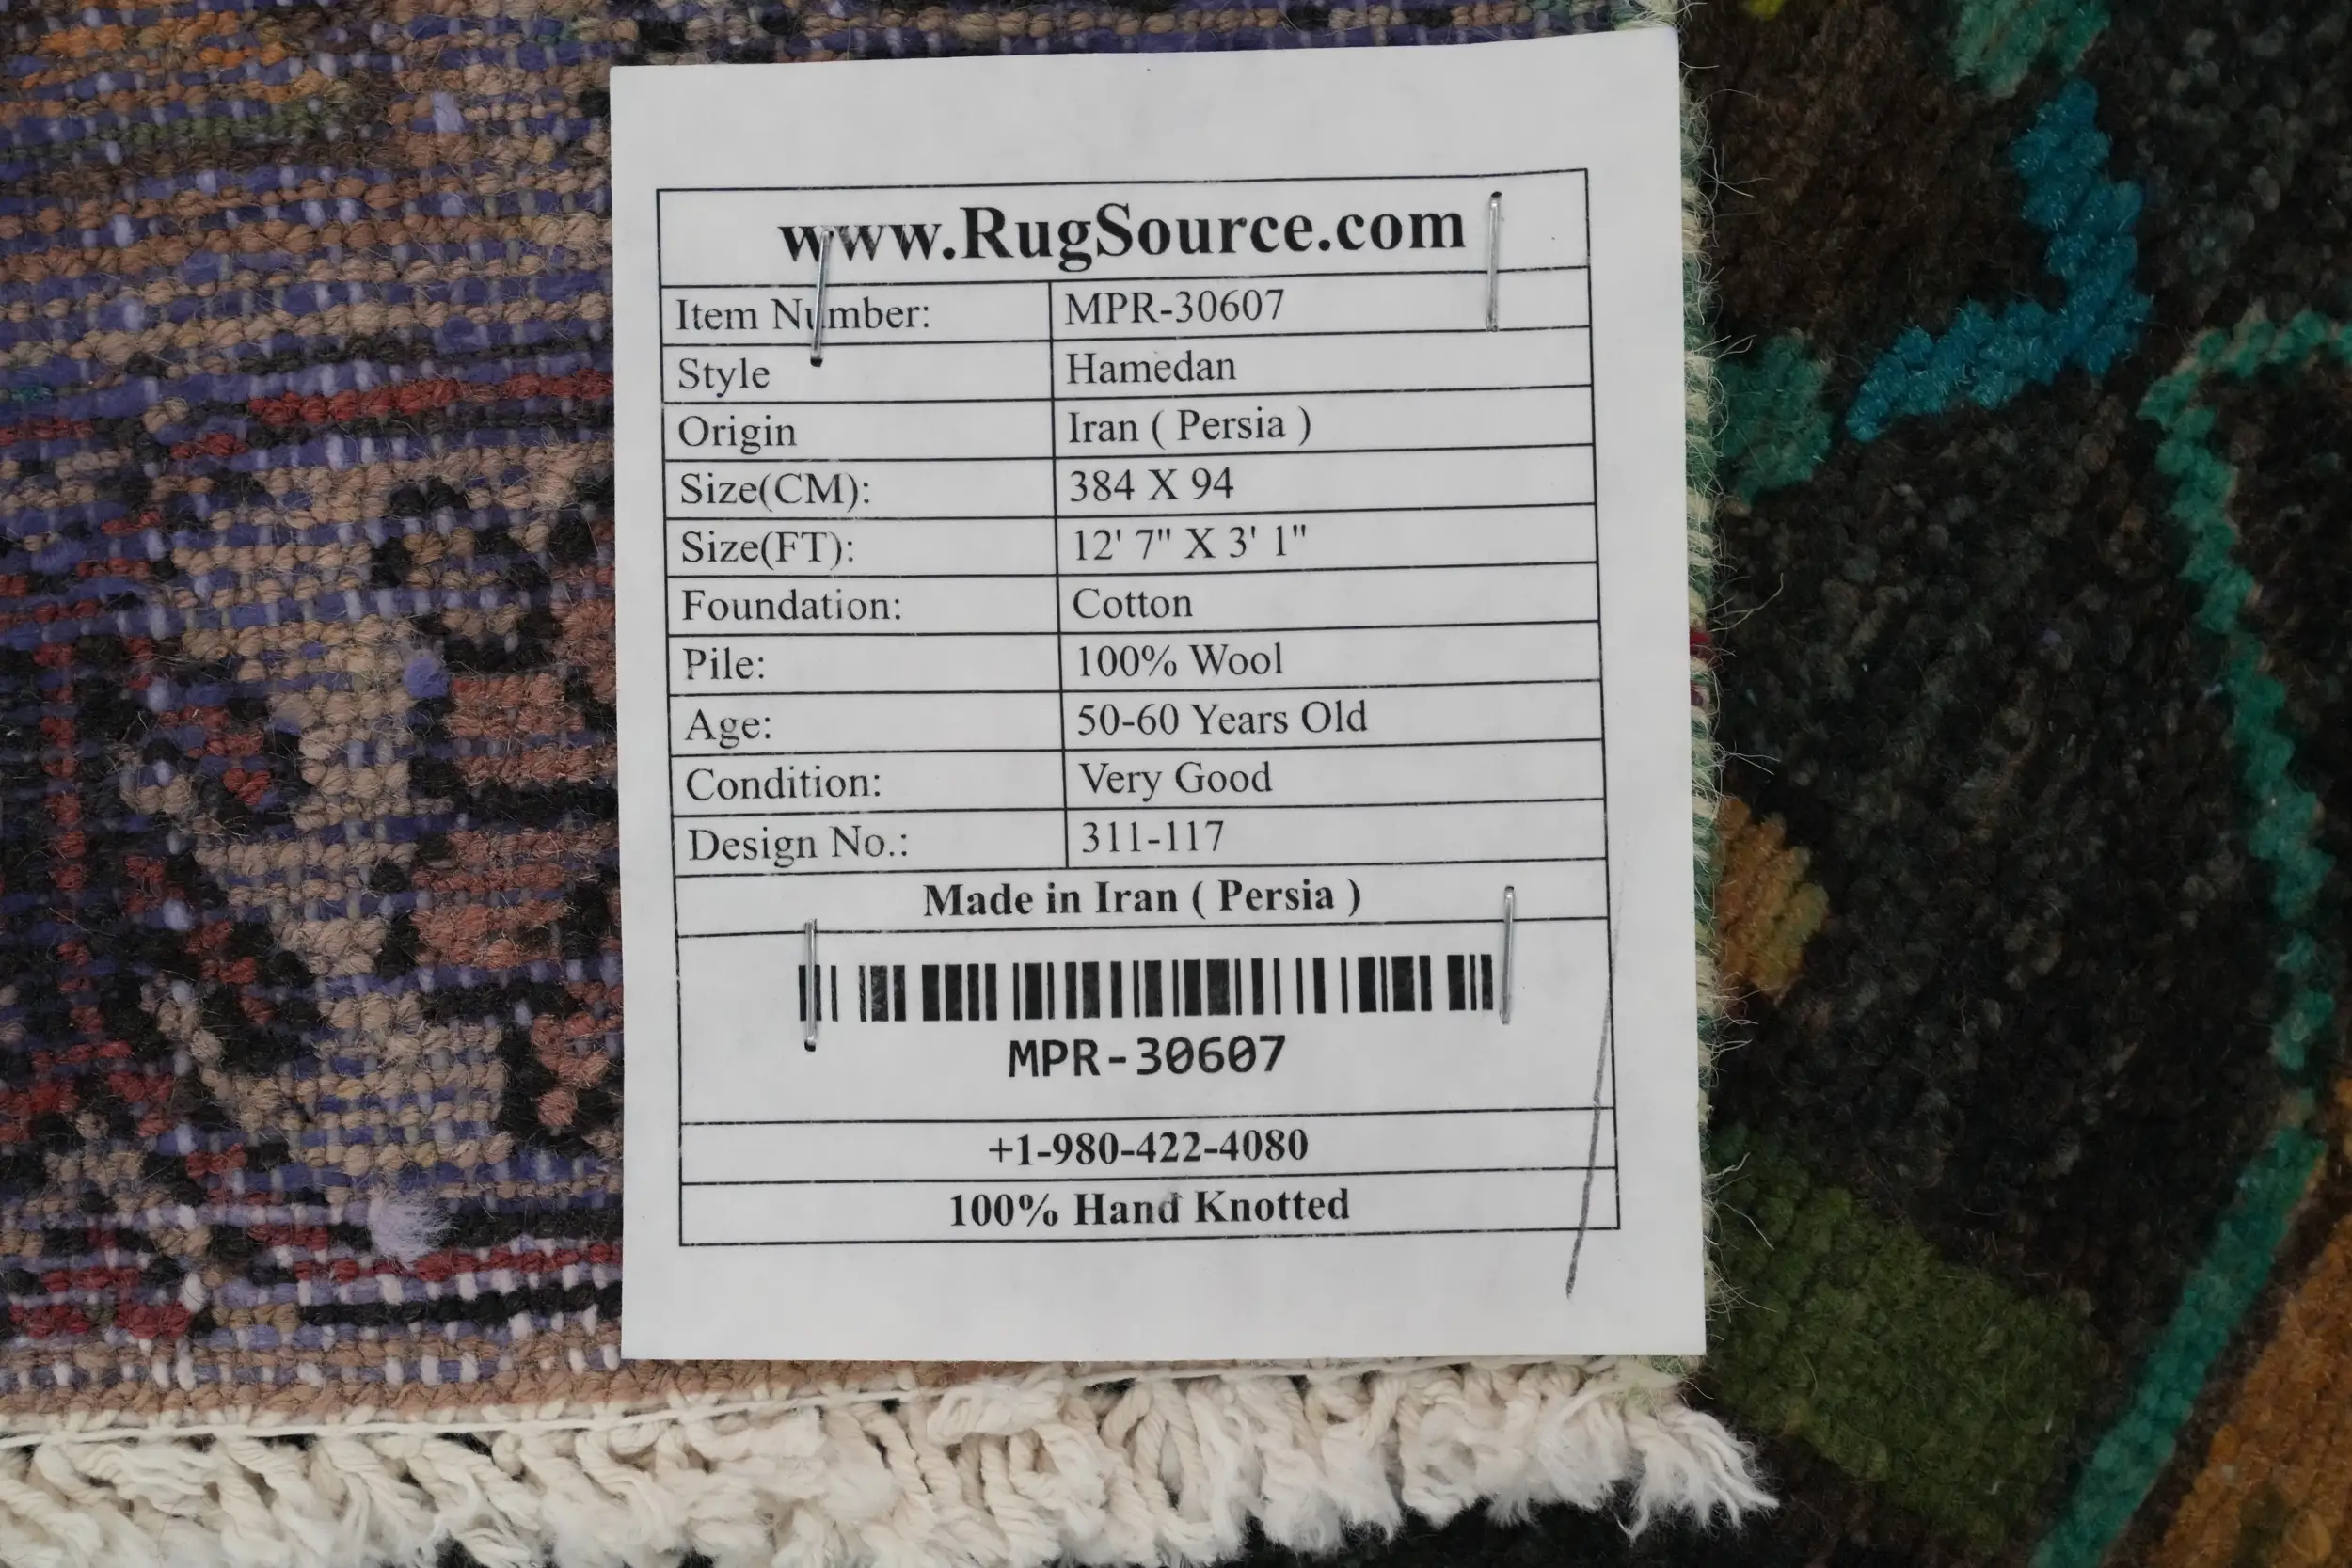 www.RugSource.com
Item Number: MPR-30607
Style Hamedan
Origin Iran ( Persia )
Size(CM): 384 X 94
Size(FT): 12' 7" X 3' 1"
Foundation: Cotton
Pile: 100% Wool
Age: 50-60 Years Old
Condition: Very Good
Design No.: 311-117
Made in Iran ( Persia )
MPR-30607
+1-980-422-4080
100% Hand Knotted